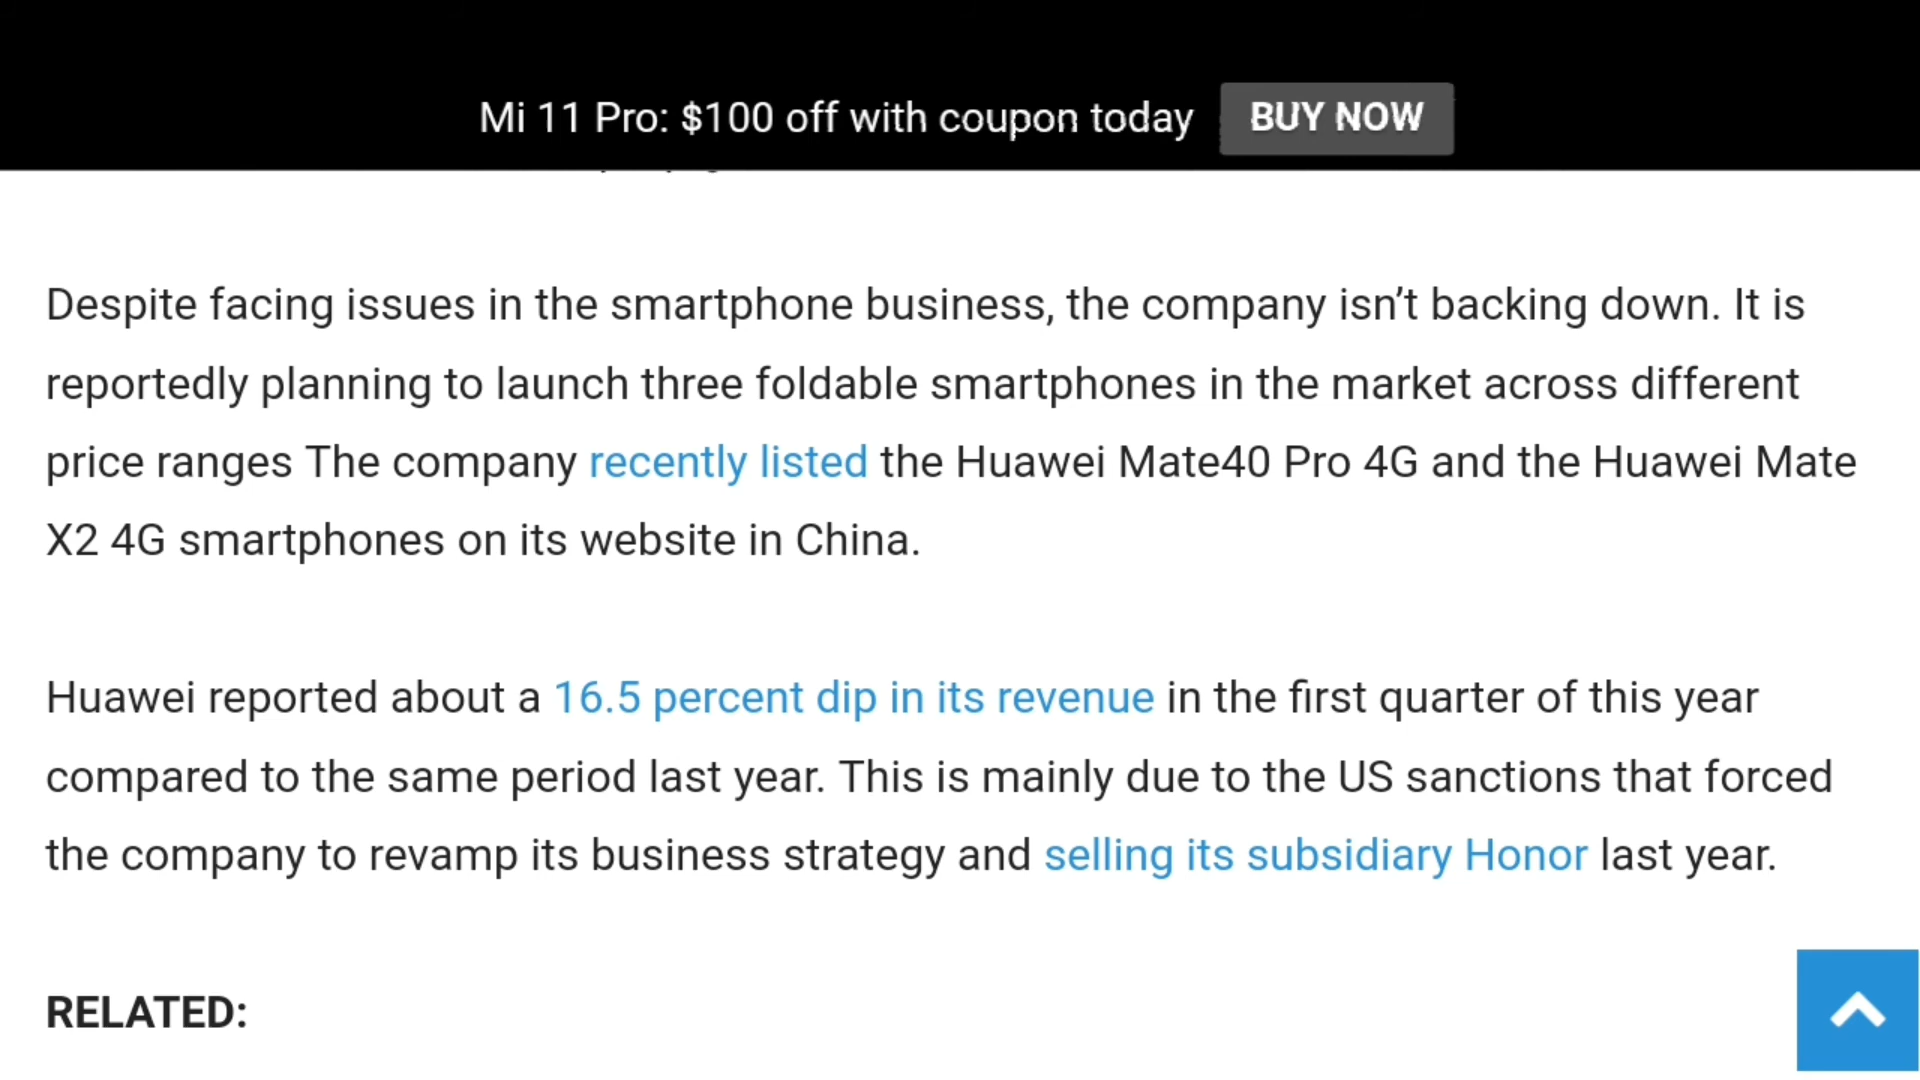 Mi 11 Pro: $100 off with coupon today BUY NOW
Despite facing issues in the smartphone business, the company isn’t backing down. It is
reportedly planning to launch three foldable smartphones in the market across different
price ranges The company recently listed the Huawei Mate40 Pro 4G and the Huawei Mate
X2 4G smartphones on its website in China.
Huawei reported about a 16.5 percent dip in its revenue in the first quarter of this year
compared to the same period last year. This is mainly due to the US sanctions that forced
the company to revamp its business strategy and selling its subsidiary Honor last year.
RELATED: